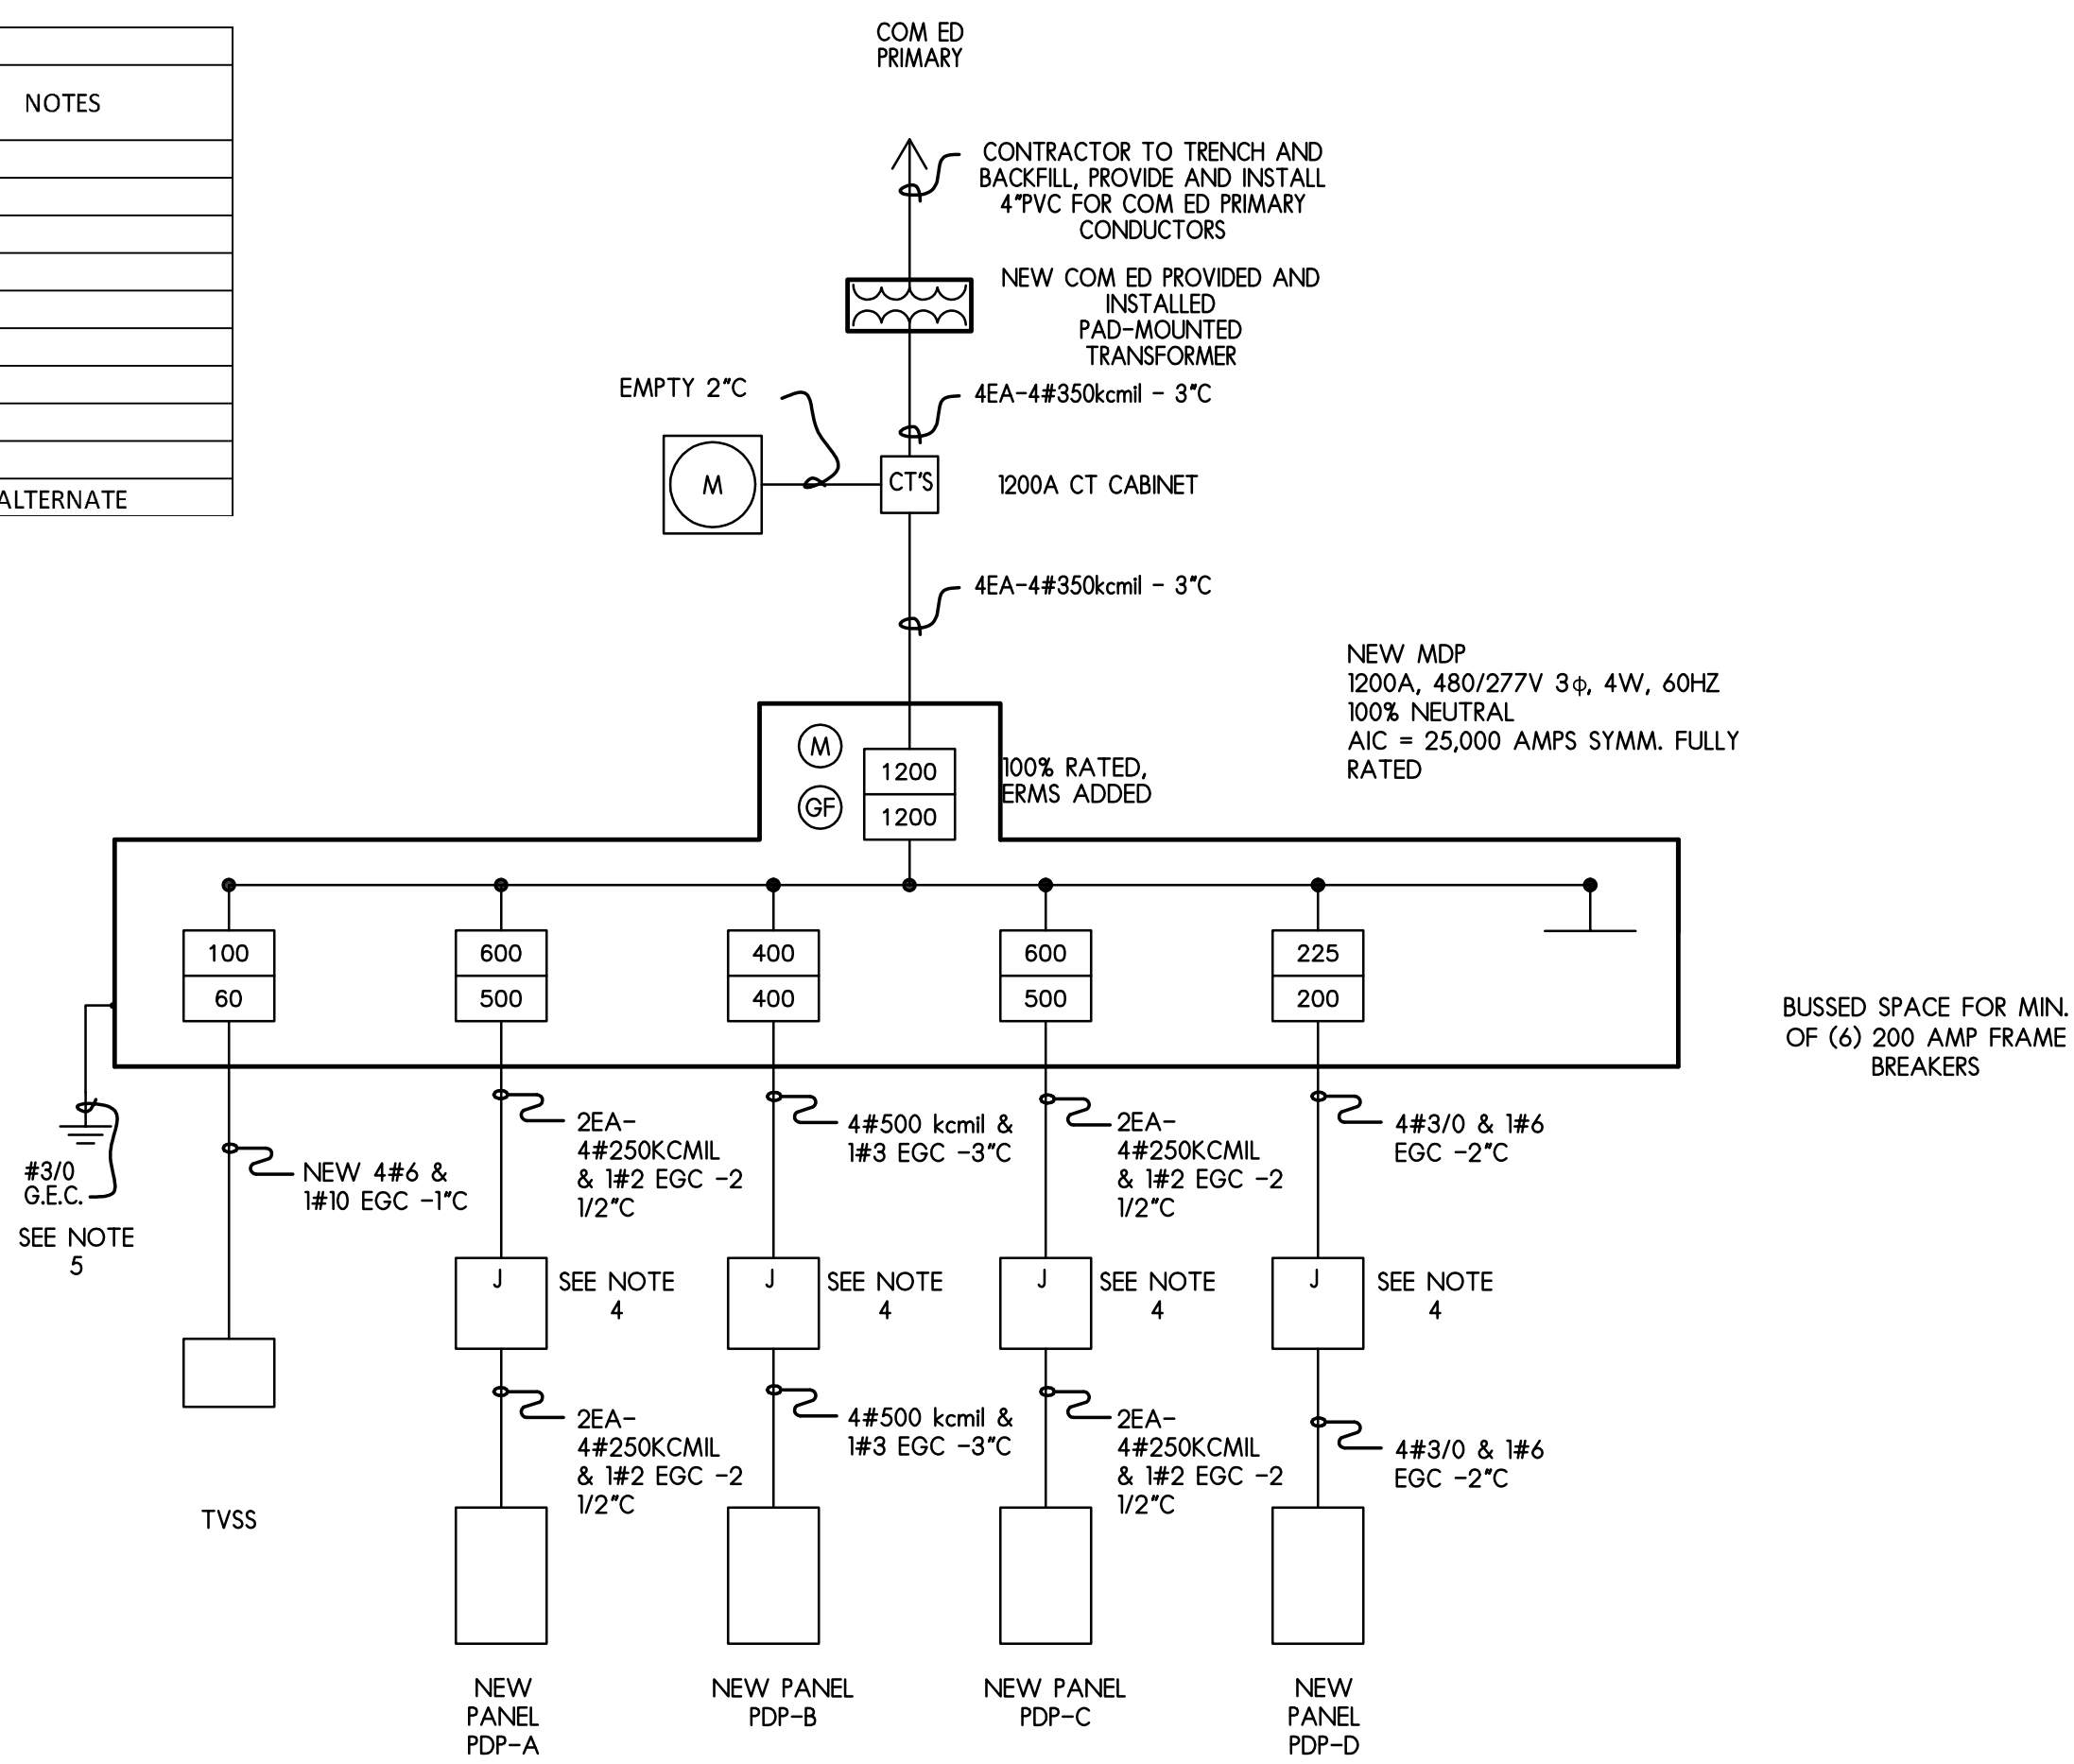 NOTES
ALTERNATE
COM ED
PRIMARY
CONTRACTOR TO TRENCH AND
BACKFILL, PROVIDE AND INSTALL
4"PVC FOR COM ED PRIMARY
CONDUCTORS
NEW COM ED PROVIDED AND
INSTALLED
PAD-MOUNTED
TRANSFORMER
EMPTY 2"C
4EA-4#350kcmil - 3"C
M
CT'S
1200A CT CABINET
4EA-4#350kcmil - 3"C
NEW MDP
1200A, 480/277V 3ϕ, 4W, 60HZ
100% NEUTRAL
AIC = 25,000 AMPS SYMM. FULLY
RATED
M
GF
1200
1200
100% RATED,
ERMS ADDED
100
60
600
500
400
400
600
500
225
200
BUSSED SPACE FOR MIN.
OF (6) 200 AMP FRAME
BREAKERS
#3/0
G.E.C.
SEE NOTE
5
NEW 4#6 &
1#10 EGC -1"C
2EA-
4#250KCMIL
& 1#2 EGC -2
1/2"C
4#500 kcmil &
1#3 EGC -3"C
2EA-
4#250KCMIL
& 1#2 EGC -2
1/2"C
4#3/0 & 1#6
EGC -2"C
J
SEE NOTE
4
J
SEE NOTE
4
J
SEE NOTE
4
J
SEE NOTE
4
2EA-
4#250KCMIL
& 1#2 EGC -2
1/2"C
4#500 kcmil &
1#3 EGC -3"C
2EA-
4#250KCMIL
& 1#2 EGC -2
1/2"C
4#3/0 & 1#6
EGC -2"C
TVSS
NEW
PANEL
PDP-A
NEW PANEL
PDP-B
NEW PANEL
PDP-C
NEW
PANEL
PDP-D